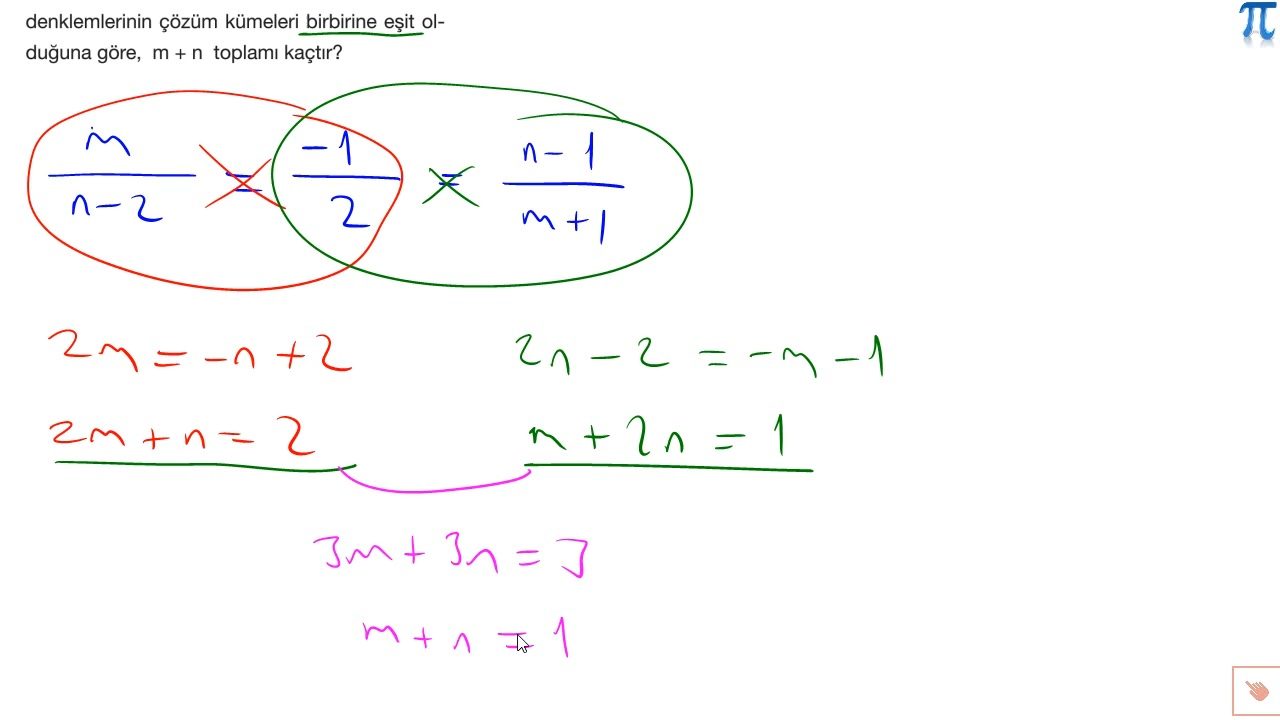 denklemlerinin çözüm kümeleri birbirine eşit ol-
duğuna göre, m + n toplamı kaçtır?
m / n - 2 = -1 / 2 = n - 1 / m + 1
2m = -n + 2
2n - 2 = -m - 1
2m + n = 2
m + 2n = 1
3m + 3n = 3
m + n = 1